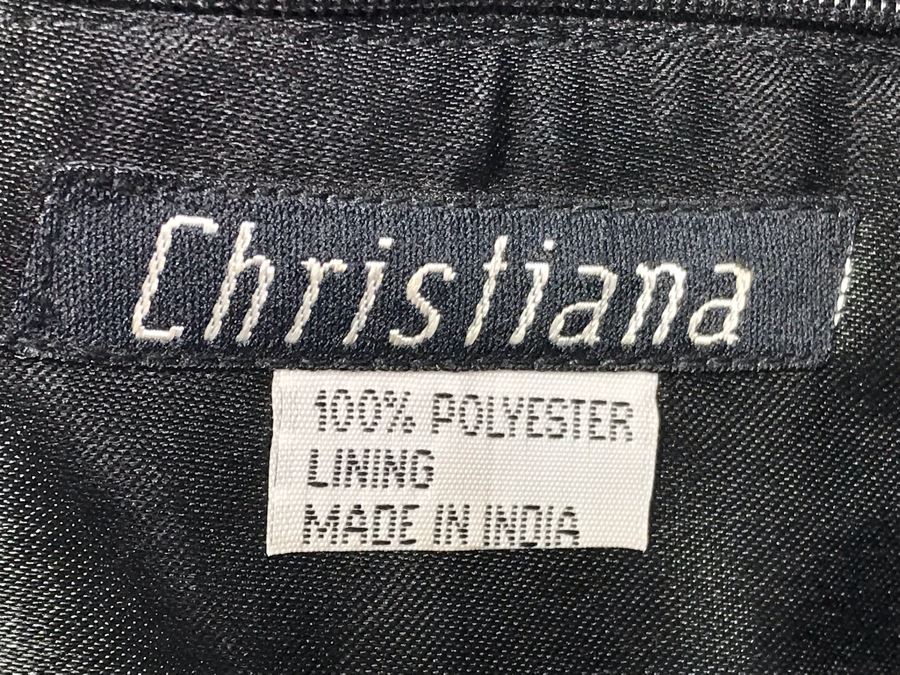 Christiana
100% POLYESTER
LINING
MADE IN INDIA